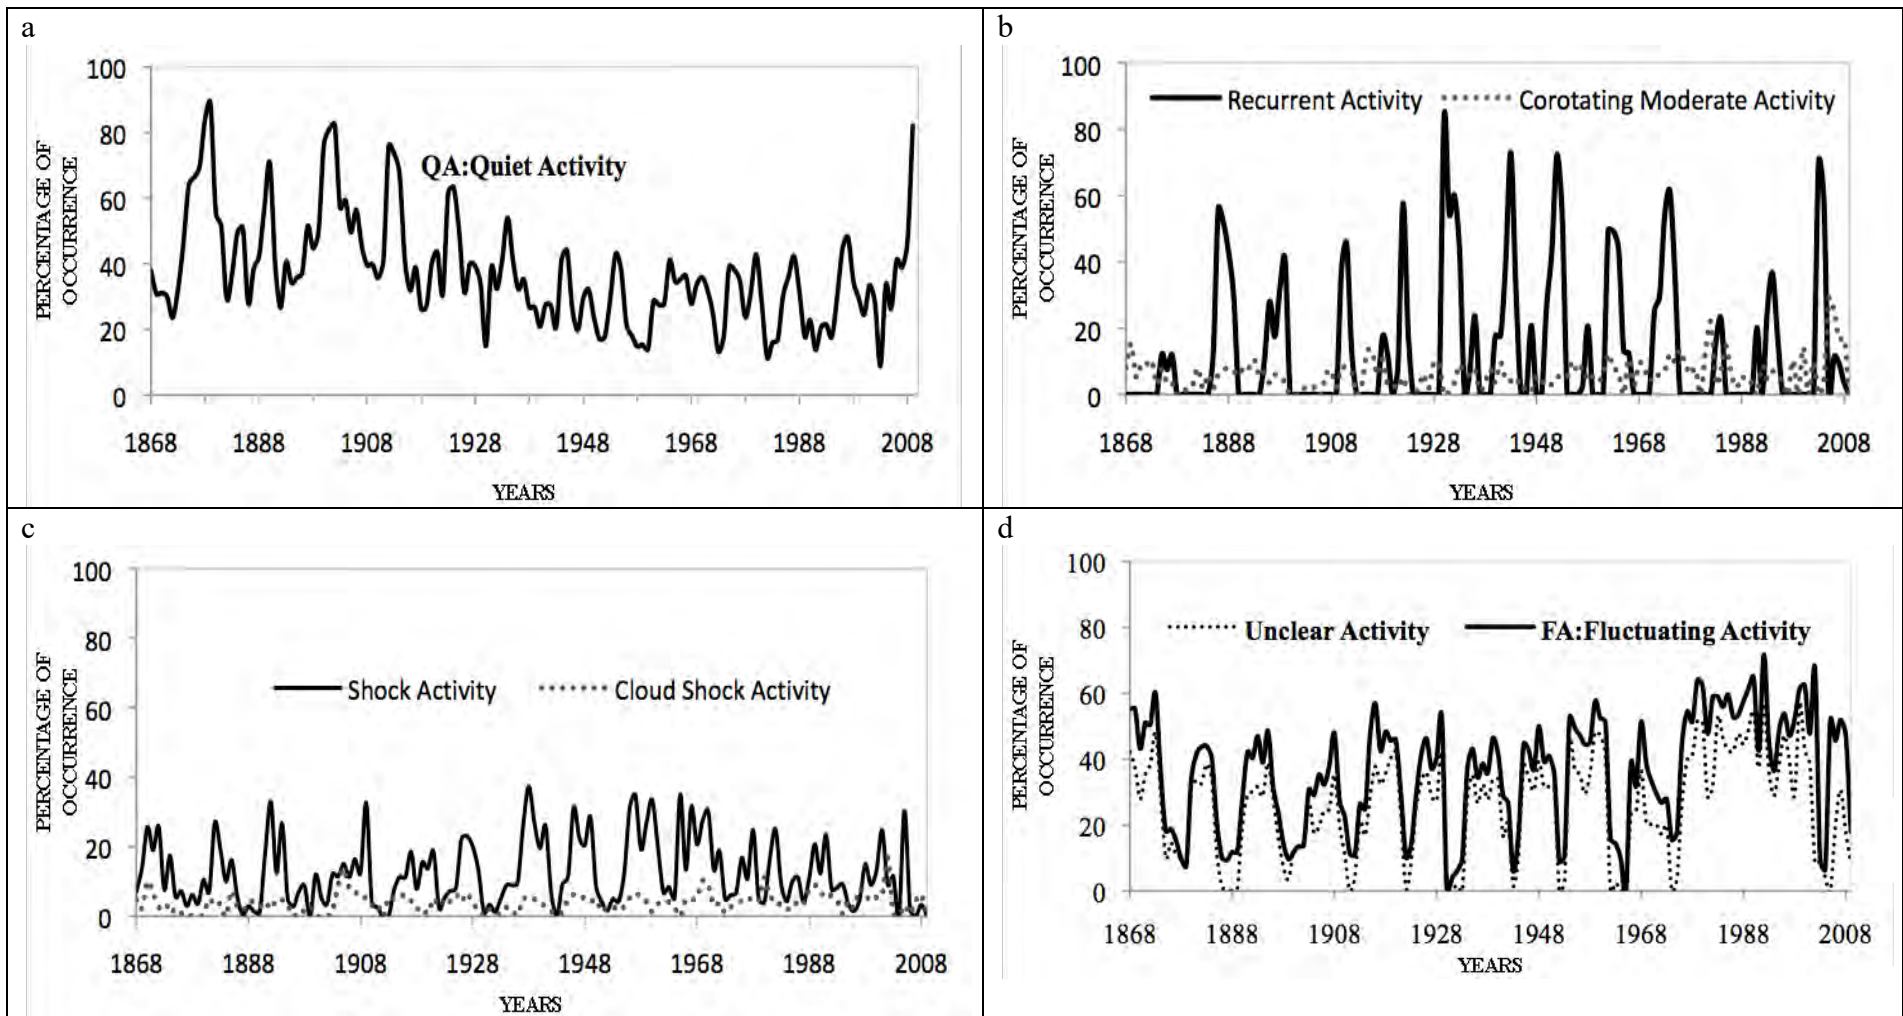 a
100
80
60
40
20
0
PERCENTAGE OF
OCCURRENCE
QA:Quiet Activity
1868 1888 1908 1928 1948 1968 1988 2008
YEARS
b
100
80
60
40
20
0
PERCENTAGE OF
OCCURRENCE
Recurrent Activity Corotating Moderate Activity
1868 1888 1908 1928 1948 1968 1988 2008
YEARS
c
100
80
60
40
20
0
PERCENTAGE OF
OCCURRENCE
Shock Activity Cloud Shock Activity
1868 1888 1908 1928 1948 1968 1988 2008
YEARS
d
100
80
60
40
20
0
PERCENTAGE OF
OCCURRENCE
Unclear Activity FA:Fluctuating Activity
1868 1888 1908 1928 1948 1968 1988 2008
YEARS